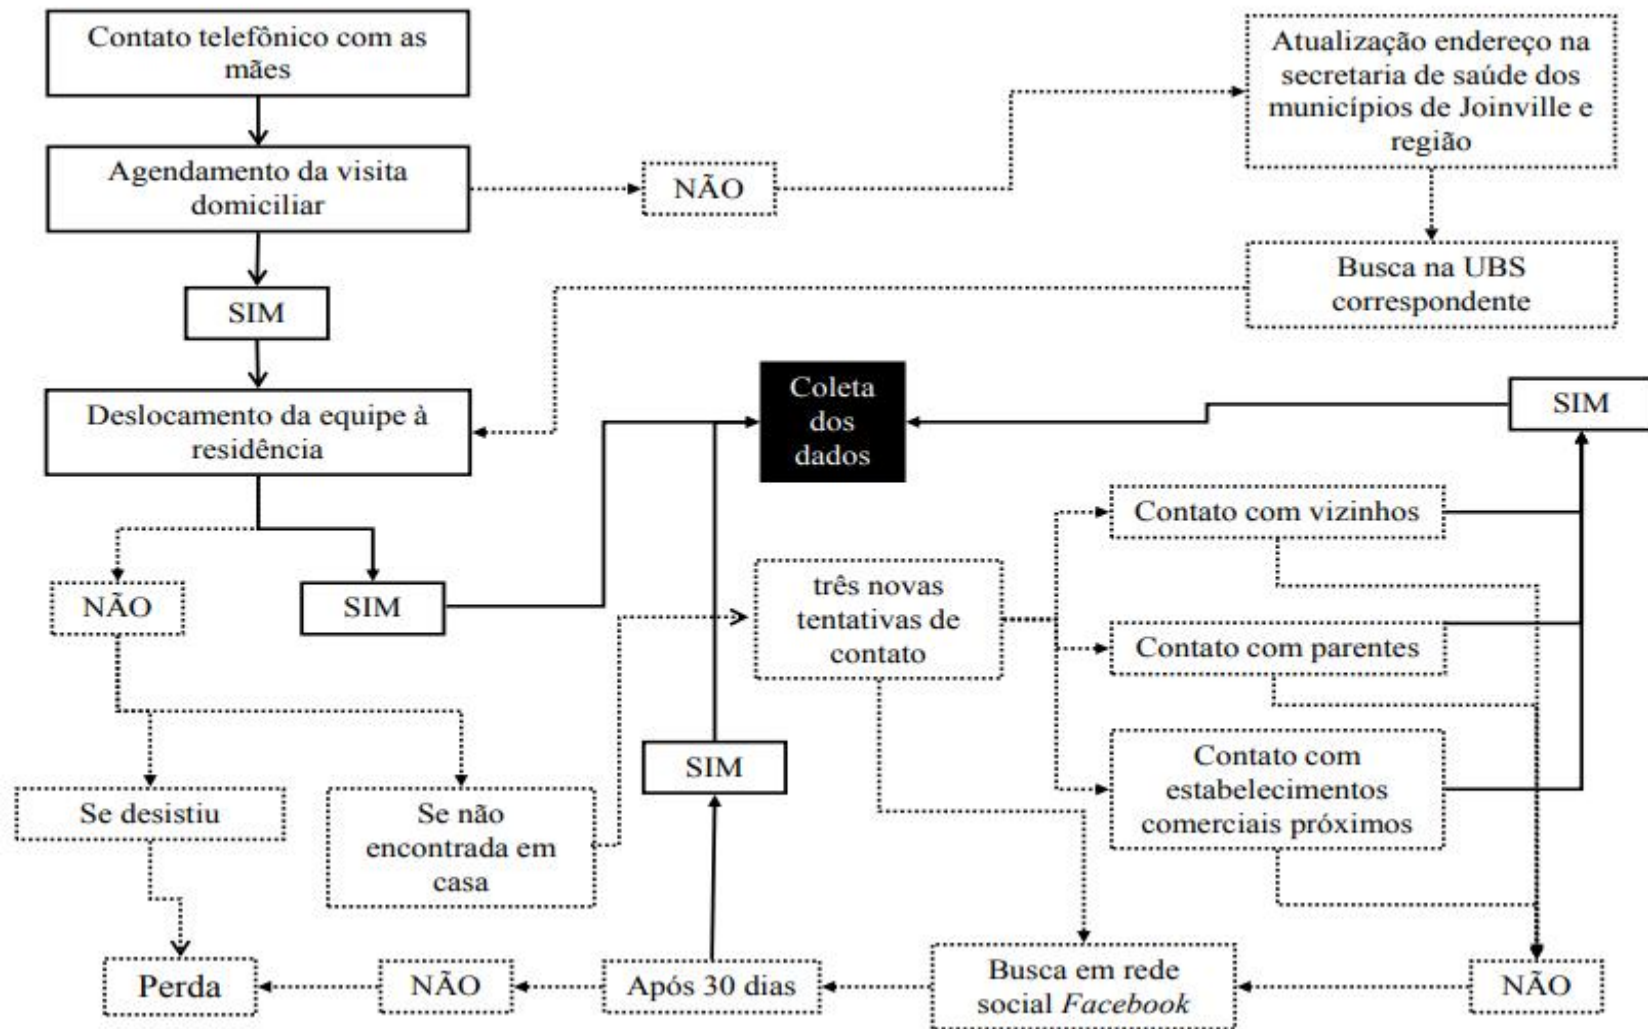 Contato telefônico com as
mães
Atualização endereço na
secretaria de saúde dos
municípios de Joinville e
região
Agendamento da visita
domiciliar
NÃO
Busca na UBS
correspondente
SIM
Deslocamento da equipe à
residência
Coleta
dos
dados
SIM
Contato com vizinhos
NÃO
SIM
três novas
tentativas de
contato
Contato com parentes
SIM
Contato com
estabelecimentos
comerciais próximos
Se desistiu
Se não
encontrada em
casa
Perda
NÃO
Após 30 dias
Busca em rede
social Facebook
NÃO